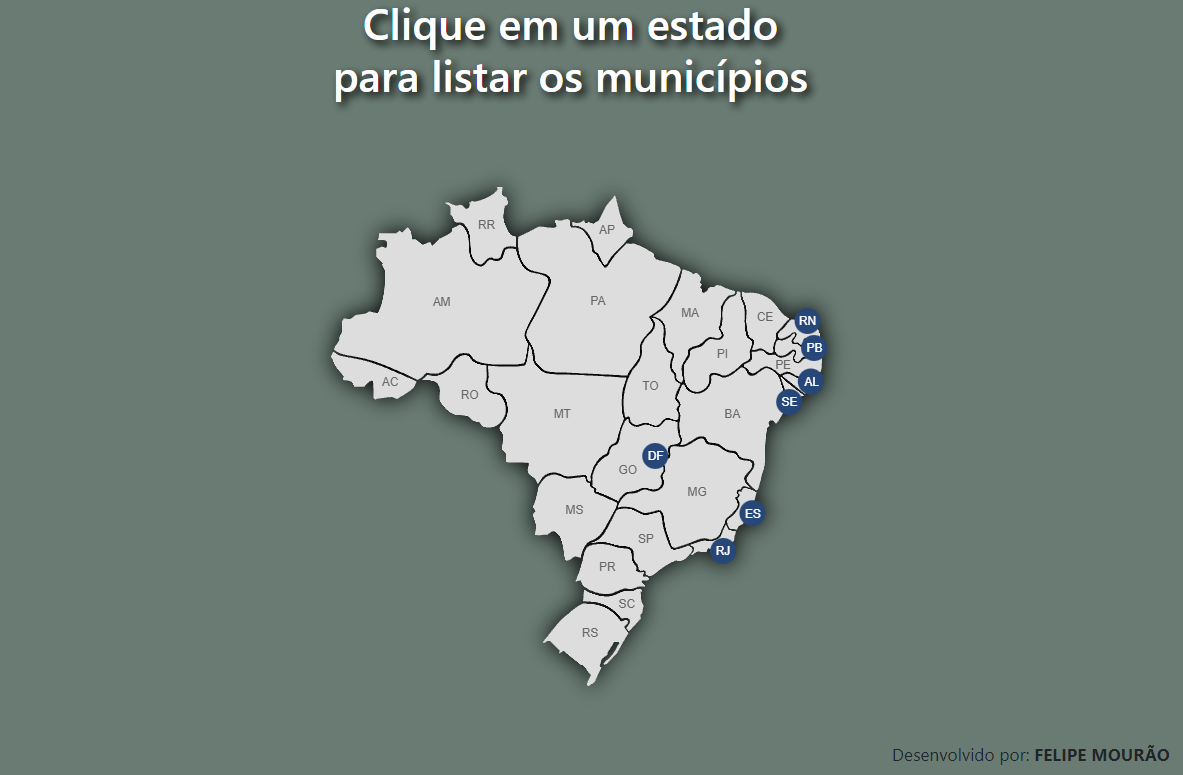 Clique em um estado
para listar os municípios
RR
AP
AM
PA
MA
CE
RN
PB
PI
PE
AC
RO
TO
AL
SE
MT
BA
DF
GO
MG
MS
ES
SP
RJ
PR
SC
RS
Desenvolvido por: FELIPE MOURÃO